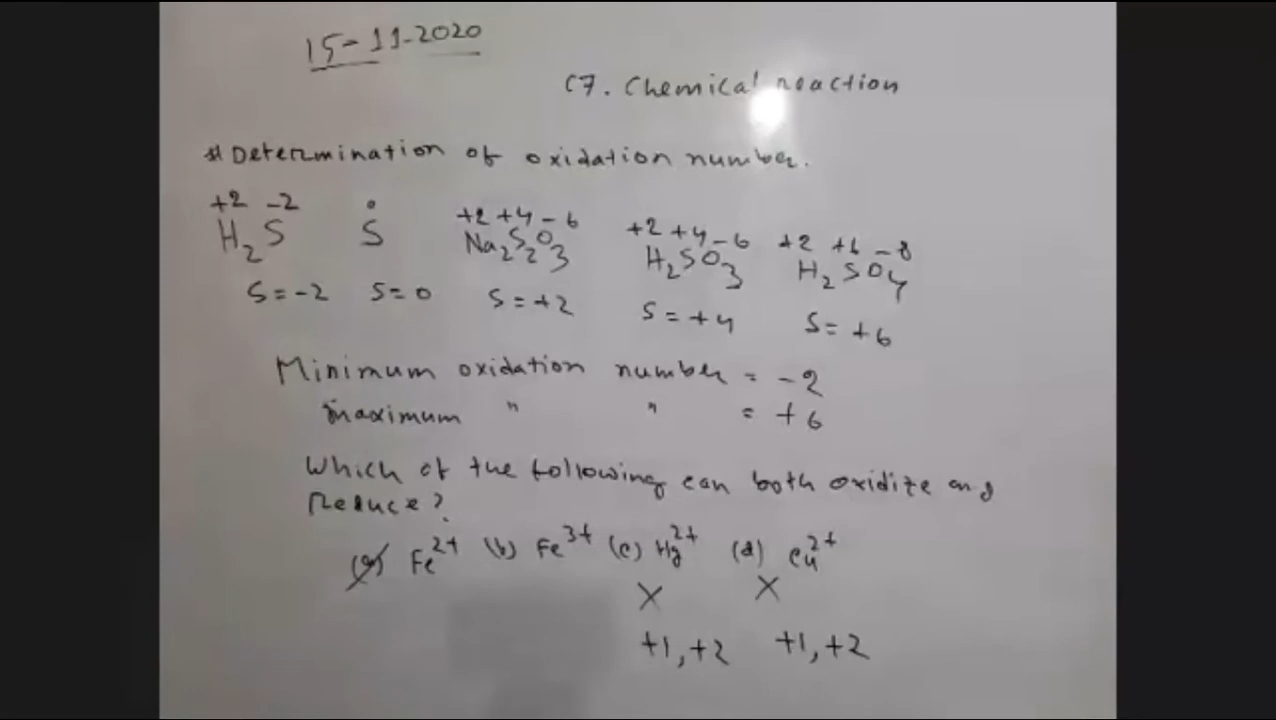 15-11-2020
C7. Chemical reaction
* Determination of oxidation number.
+2 -2 0 +2 +4 -6 +2 +4 -6 +2 +6 -8
H₂S S Na₂S₂O₃ H₂SO₃ H₂SO₄
S=-2 S=0 S=+2 S=+4 S=+6
Minimum oxidation number = -2
maximum " " = +6
Which of the following can both oxidize and
Reduce?
(a) Fe²⁺ (b) Fe³⁺ (c) Hg²⁺ (d) Cu²⁺
X X
+1,+2 +1,+2